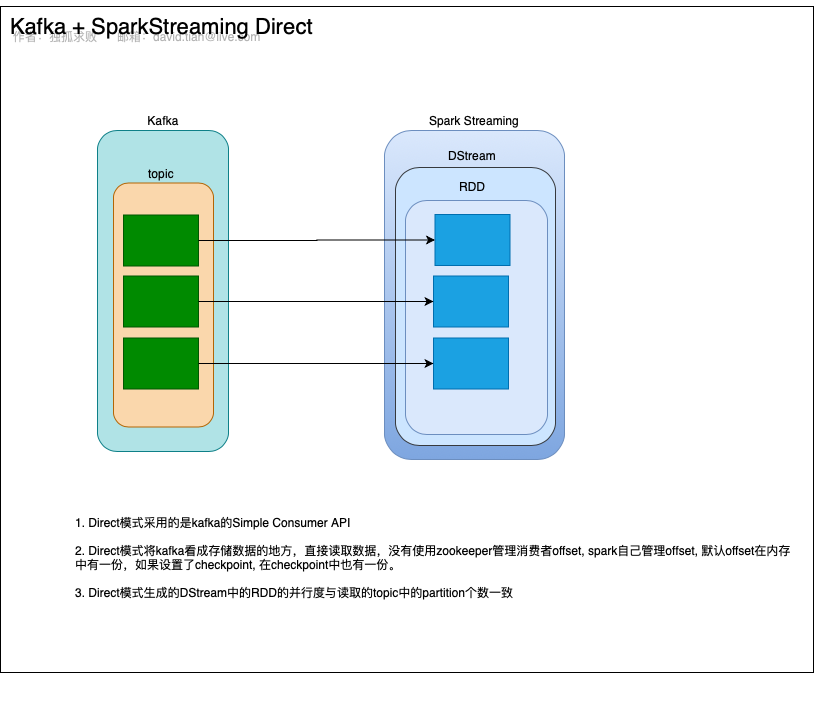 Kafka + SparkStreaming Direct
作者：独孤求败 邮箱：david.tian@live.com
Kafka
Spark Streaming
topic
DStream
RDD
1. Direct模式采用的是kafka的Simple Consumer API
2. Direct模式将kafka看成存储数据的地方，直接读取数据，没有使用zookeeper管理消费者offset, spark自己管理offset, 默认offset在内存
中有一份，如果设置了checkpoint, 在checkpoint中也有一份。
3. Direct模式生成的DStream中的RDD的并行度与读取的topic中的partition个数一致